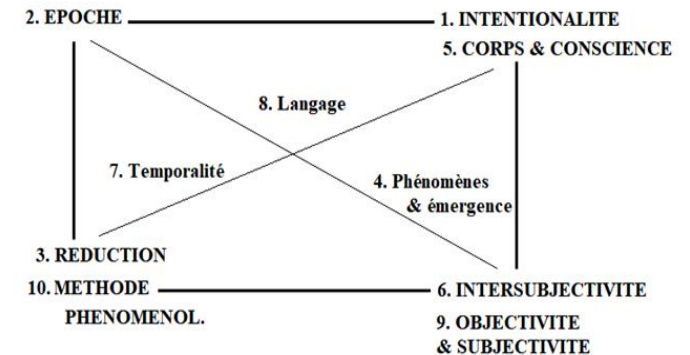 2. EPOCHE
1. INTENTIONALITE
5. CORPS & CONSCIENCE
8. Langage
7. Temporalité
4. Phénomènes
& émergence
3. REDUCTION
10. METHODE
PHENOMENOL.
6. INTERSUBJECTIVITE
9. OBJECTIVITE
& SUBJECTIVITE